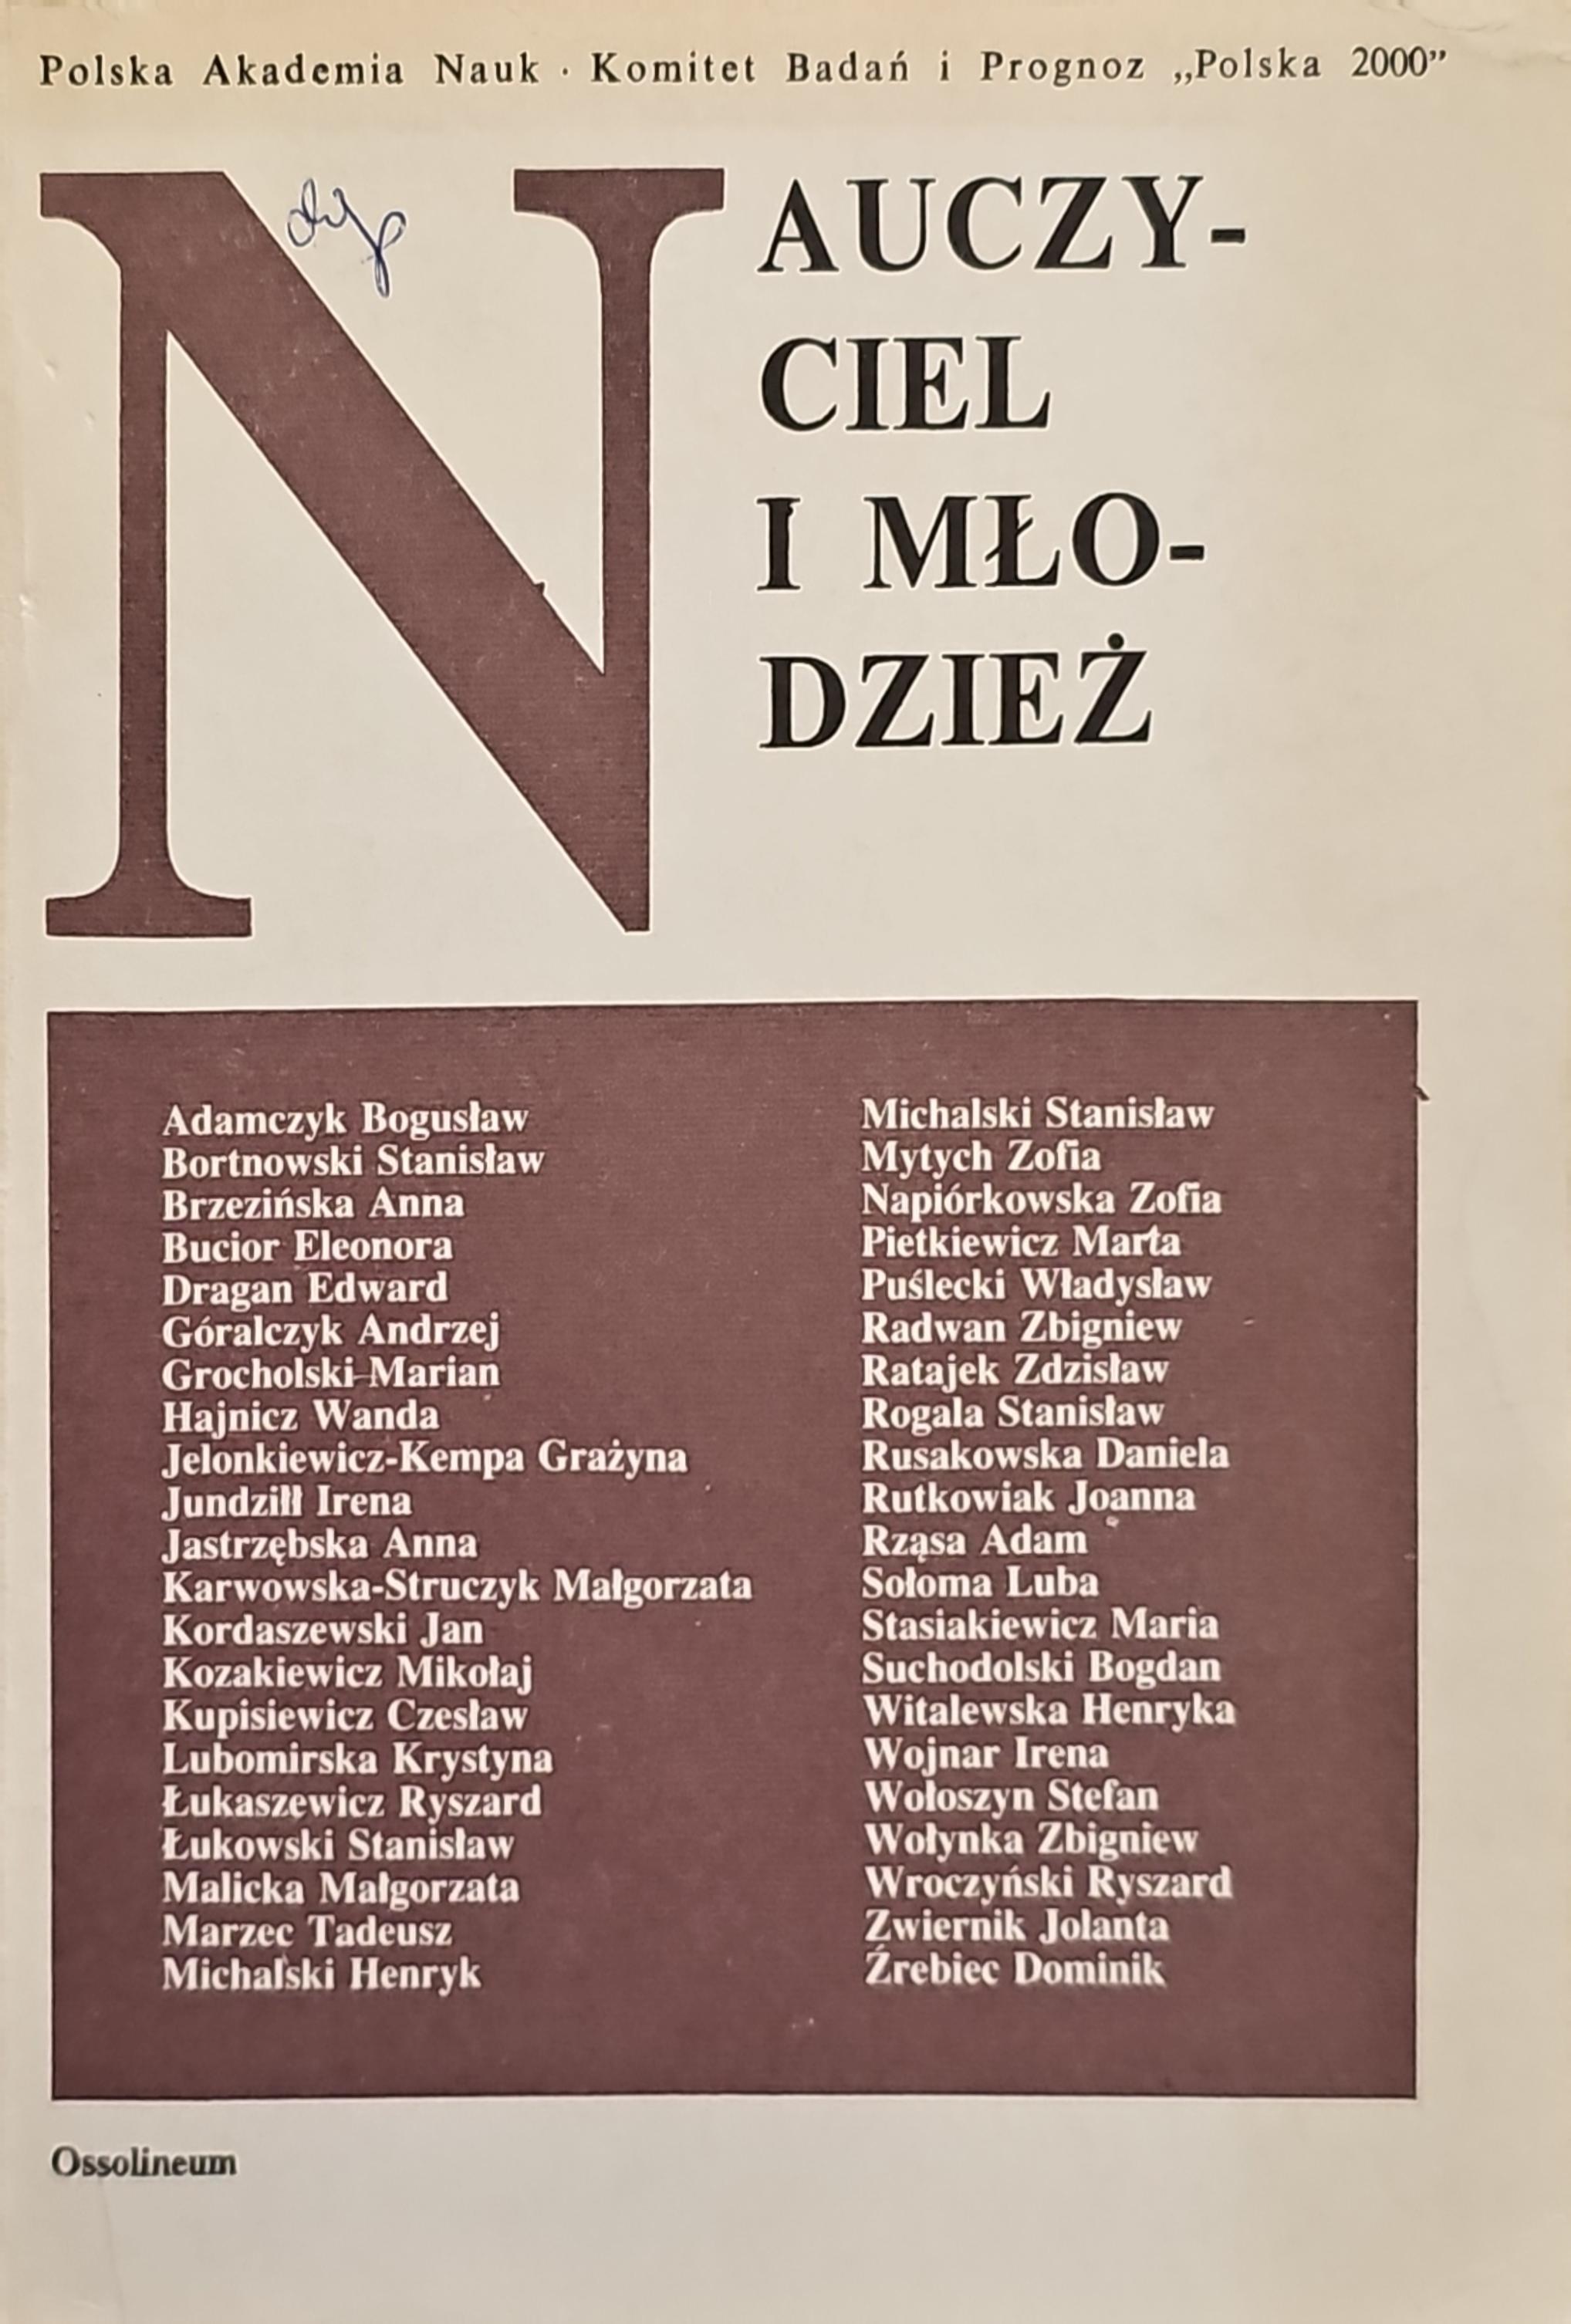 Polska Akademia Nauk · Komitet Badań i Prognoz „Polska 2000”
NAUCZY-
CIEL
I MŁO-
DZIEŻ
Adamczyk Bogusław
Bortnowski Stanisław
Brzezińska Anna
Bucior Eleonora
Dragan Edward
Góralczyk Andrzej
Grocholski Marian
Hajnicz Wanda
Jelonkiewicz-Kempa Grażyna
Jundziłł Irena
Jastrzębska Anna
Karwowska-Struczyk Małgorzata
Kordaszewski Jan
Kozakiewicz Mikołaj
Kupisiewicz Czesław
Lubomirska Krystyna
Łukaszewicz Ryszard
Łukowski Stanisław
Malicka Małgorzata
Marzec Tadeusz
Michalski Henryk
Michalski Stanisław
Mytych Zofia
Napiórkowska Zofia
Pietkiewicz Marta
Puślecki Władysław
Radwan Zbigniew
Ratajek Zdzisław
Rogala Stanisław
Rusakowska Daniela
Rutkowiak Joanna
Rząsa Adam
Sołoma Luba
Stasiakiewicz Maria
Suchodolski Bogdan
Witalewska Henryka
Wojnar Irena
Wołoszyn Stefan
Wołynka Zbigniew
Wroczyński Ryszard
Zwiernik Jolanta
Źrebiec Dominik
Ossolineum